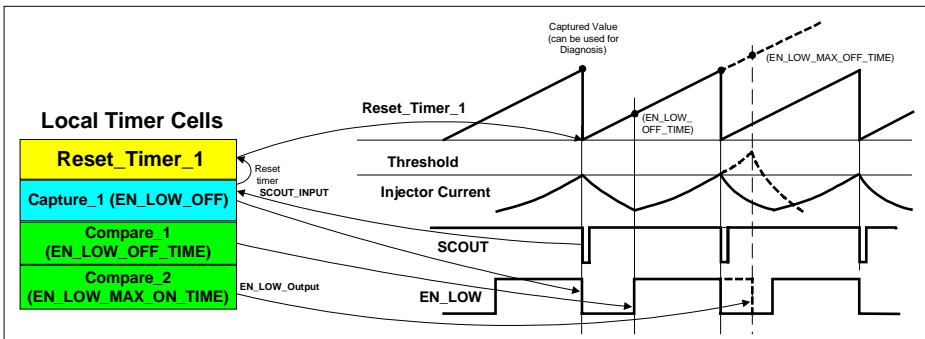 Captured Value
(can be used for
Diagnosis)
(EN_LOW_MAX_OFF_TIME)
Reset_Timer_1
(EN_LOW_
OFF_TIME)
Local Timer Cells
Reset_Timer_1
Reset
timer
Threshold
Capture_1 (EN_LOW_OFF)
SCOUT_INPUT
Injector Current
Compare_1
(EN_LOW_OFF_TIME)
SCOUT
Compare_2
(EN_LOW_MAX_ON_TIME)
EN_LOW_Output
EN_LOW